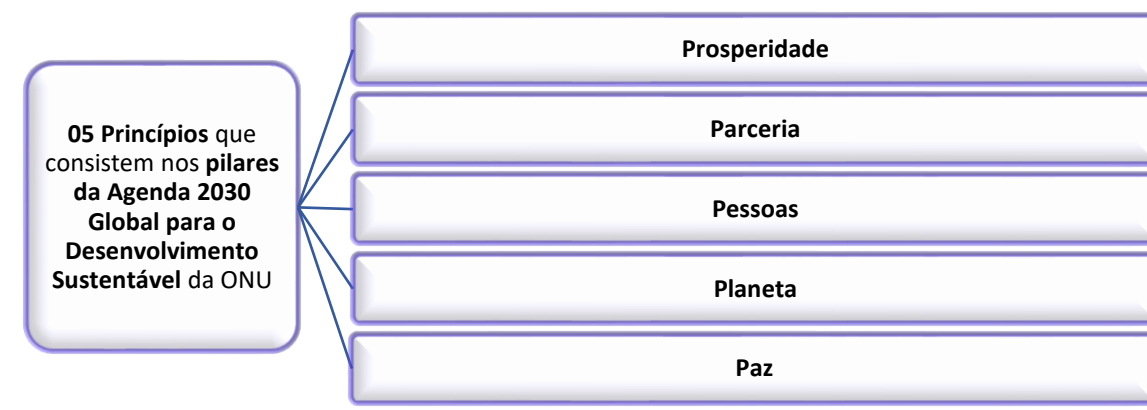 05 Princípios que
consistem nos pilares
da Agenda 2030
Global para o
Desenvolvimento
Sustentável da ONU
Prosperidade
Parceria
Pessoas
Planeta
Paz